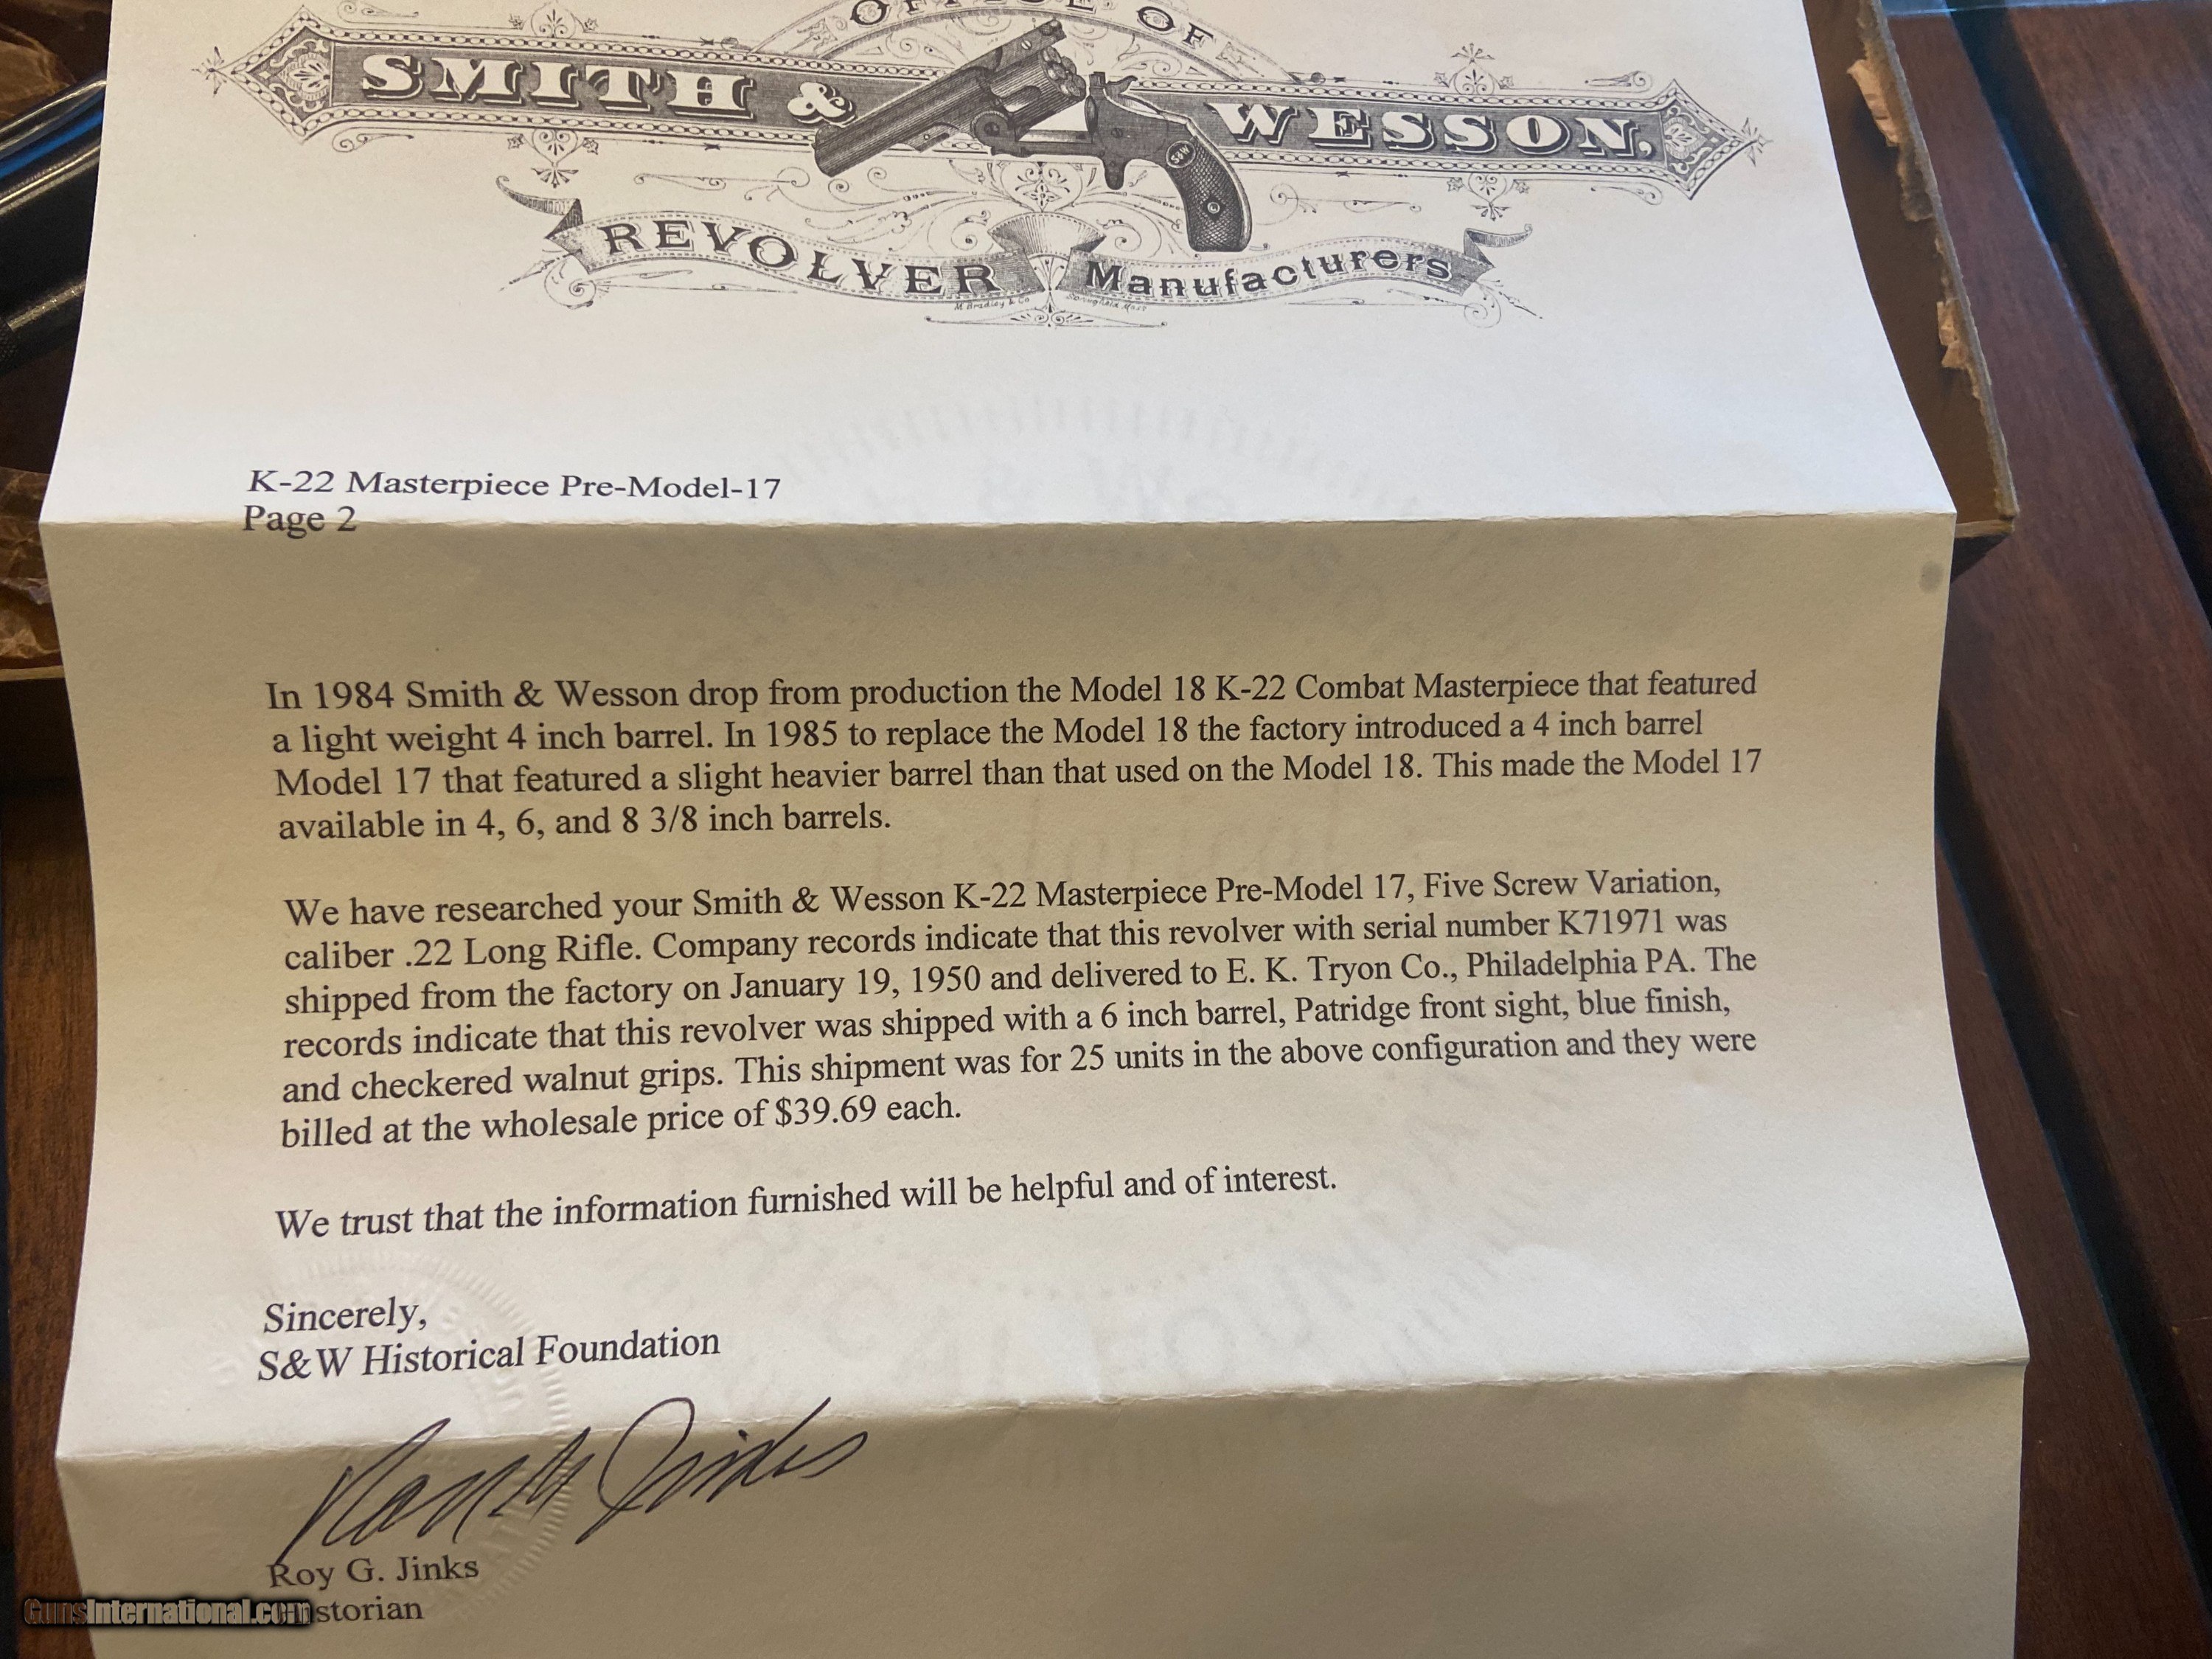 OFFICE OF
SMITH & WESSON.
S&W
REVOLVER Manufacturers
M Bradley & Co Springfield Mass
K-22 Masterpiece Pre-Model-17
Page 2
In 1984 Smith & Wesson drop from production the Model 18 K-22 Combat Masterpiece that featured
a light weight 4 inch barrel. In 1985 to replace the Model 18 the factory introduced a 4 inch barrel
Model 17 that featured a slight heavier barrel than that used on the Model 18. This made the Model 17
available in 4, 6, and 8 3/8 inch barrels.
We have researched your Smith & Wesson K-22 Masterpiece Pre-Model 17, Five Screw Variation,
caliber .22 Long Rifle. Company records indicate that this revolver with serial number K71971 was
shipped from the factory on January 19, 1950 and delivered to E. K. Tryon Co., Philadelphia PA. The
records indicate that this revolver was shipped with a 6 inch barrel, Patridge front sight, blue finish,
and checkered walnut grips. This shipment was for 25 units in the above configuration and they were
billed at the wholesale price of $39.69 each.
We trust that the information furnished will be helpful and of interest.
Sincerely,
S&W Historical Foundation
Roy G. Jinks
Roy G. Jinks
storian
GunsInternational.com